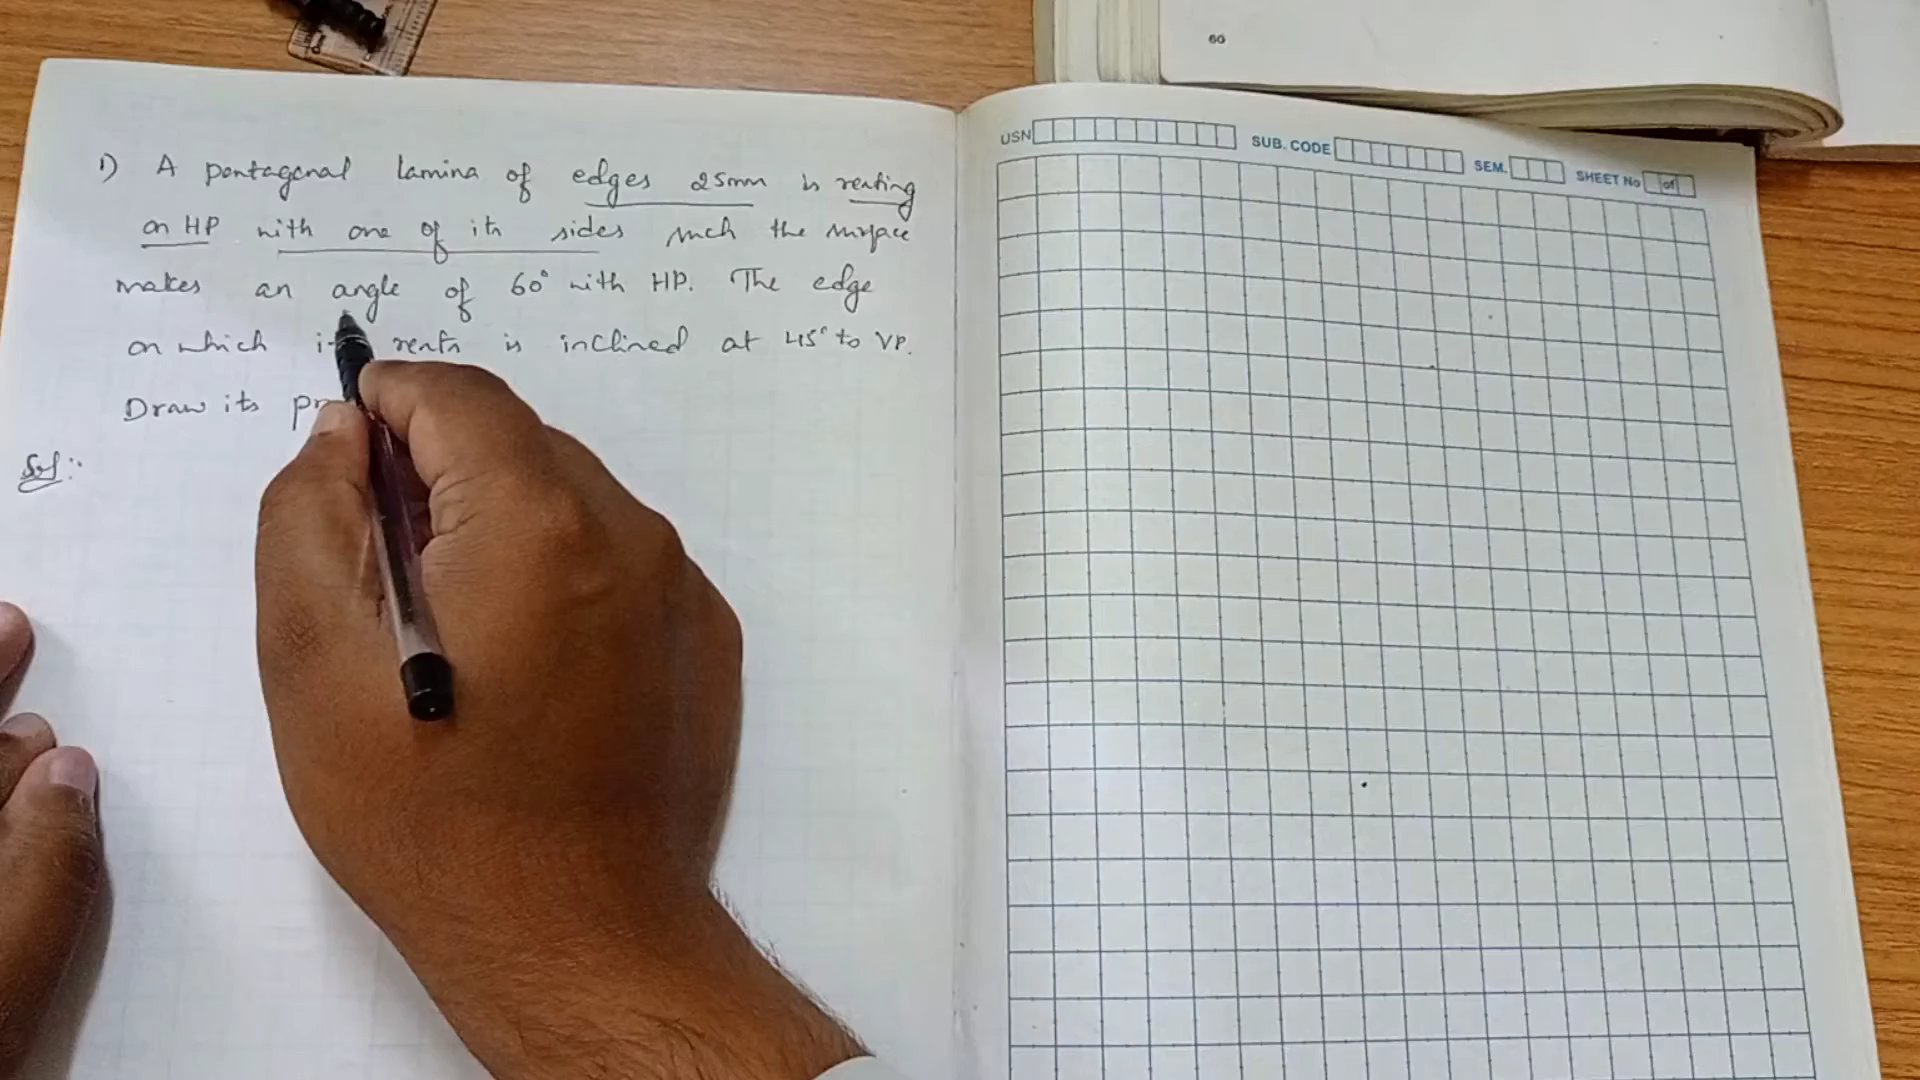 1) A pentagonal lamina of edges 25mm is resting
on HP with one of its sides such the surface
makes an angle of 60° with HP. The edge
on which it rests is inclined at 45° to VP.
Draw its
Sol:-
60
USN SUB. CODE SEM. SHEET No of